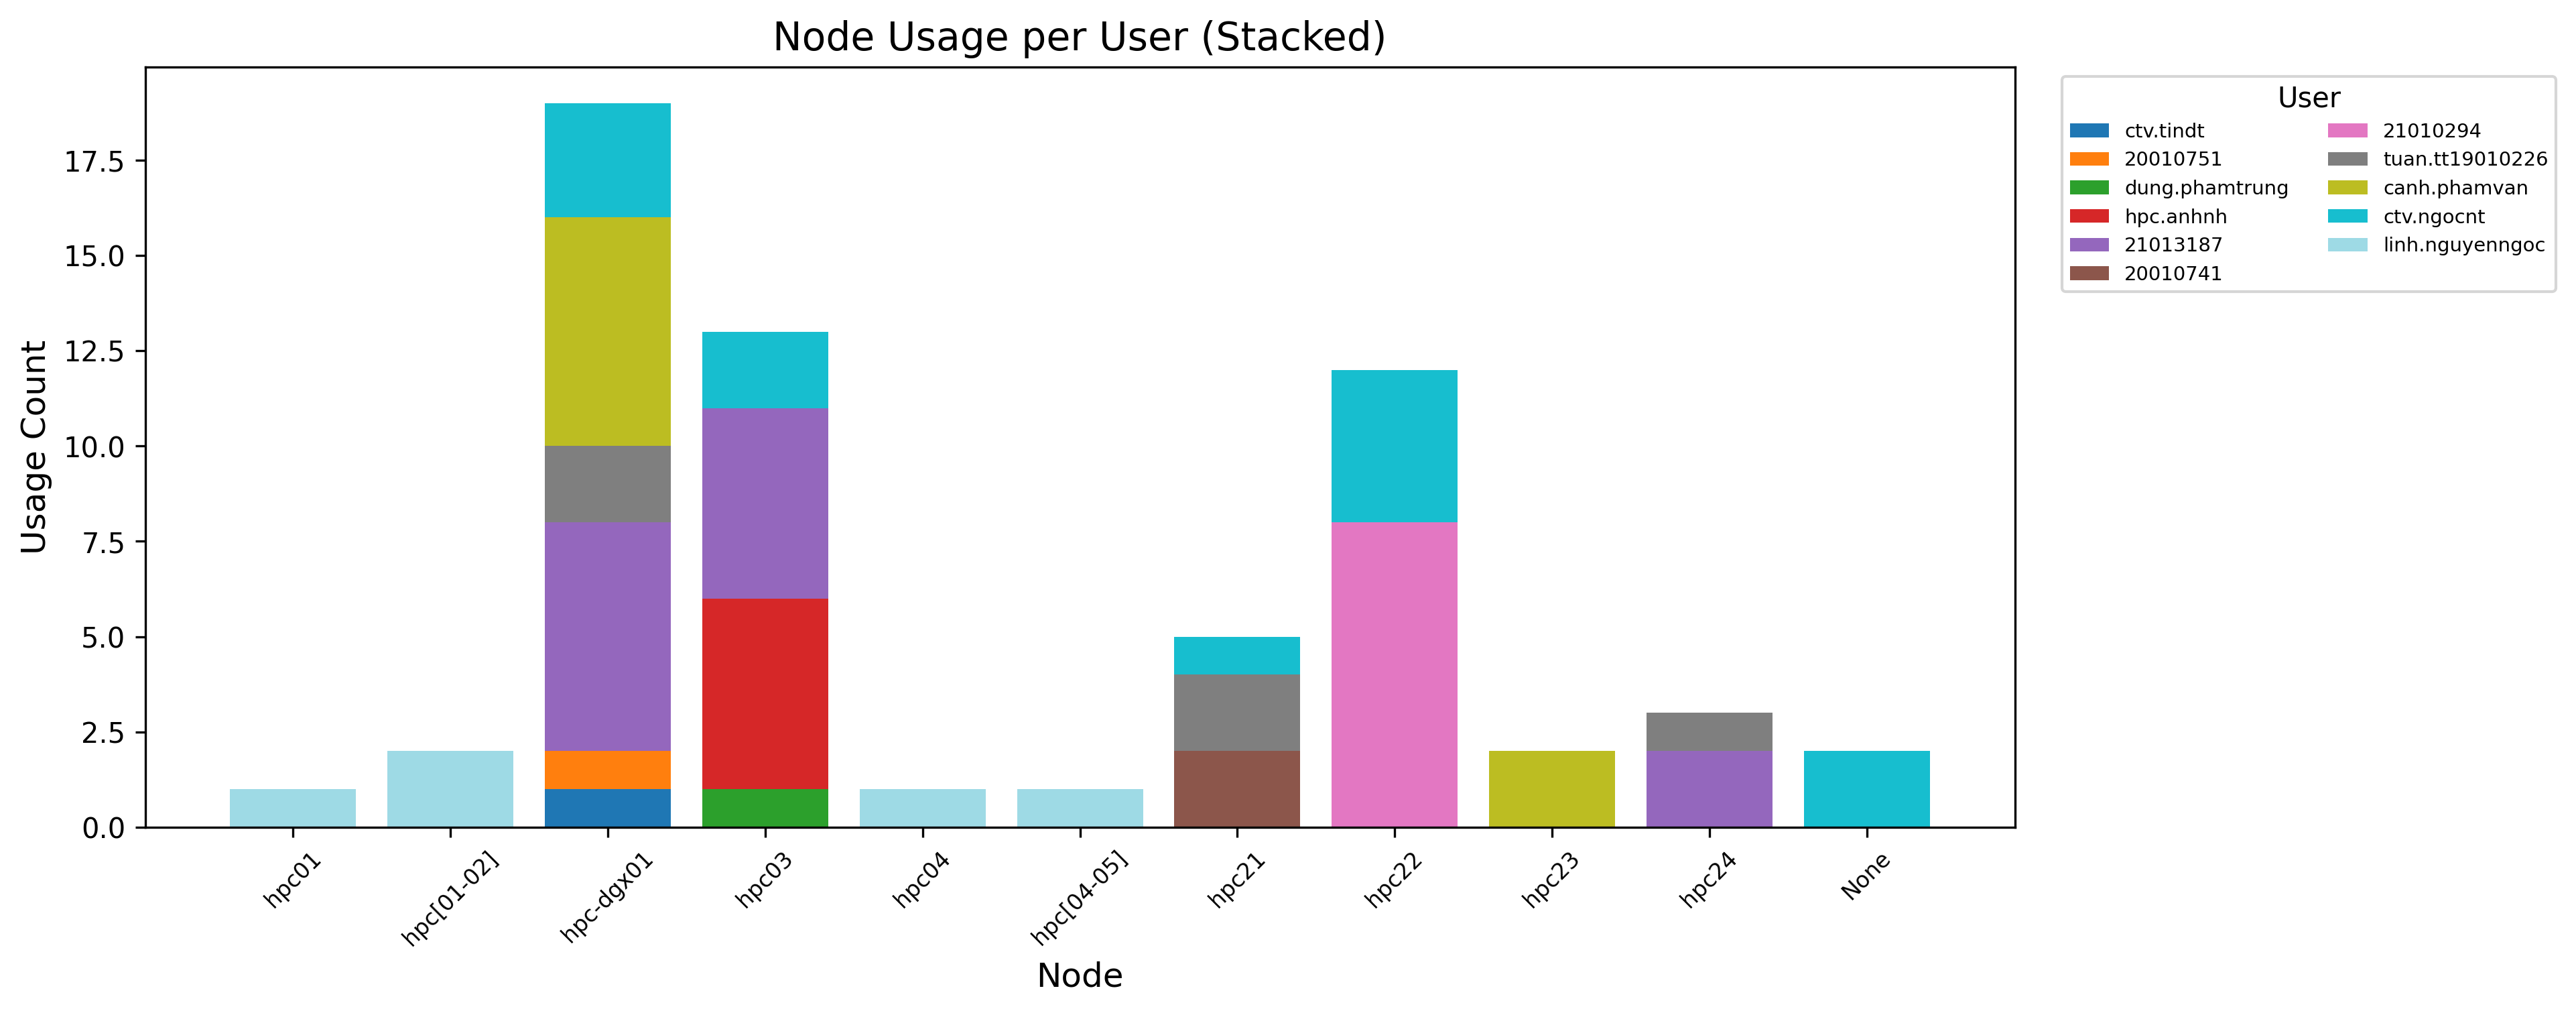 Node Usage per User (Stacked)
Usage Count
17.5
15.0
12.5
10.0
7.5
5.0
2.5
0.0
hpc01
hpc[01-02]
hpc-dgx01
hpc03
hpc04
hpc[04-05]
hpc21
hpc22
hpc23
hpc24
None
Node
User
ctv.tindt
20010751
dung.phamtrung
hpc.anhnh
21013187
20010741
21010294
tuan.tt19010226
canh.phamvan
ctv.ngocnt
linh.nguyenngoc